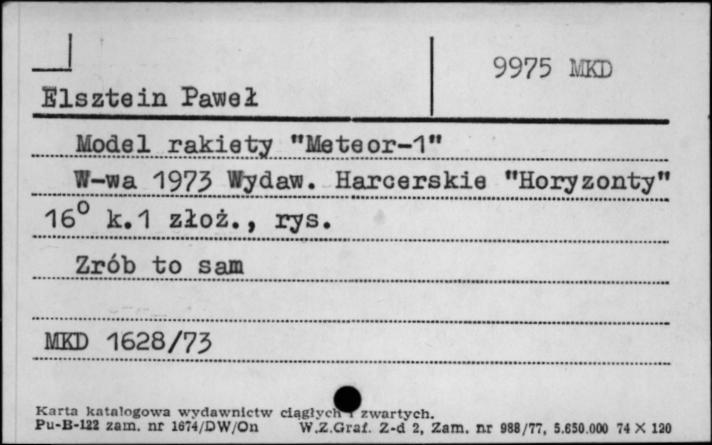 9975 MKD
Elsztein Paweł
Model rakiety "Meteor-1"
W-wa 1973 Wydaw. Harcerskie "Horyzonty"
16° k.1 złoż., rys.
Zrób to sam
MKD 1628/73
Karta katalogowa wydawnictw ciągłych i zwartych.
Pu-B-122 zam. nr 1674/DW/On W.Z.Graf. Z-d 2, Zam. nr 988/77, 5.650.000 74 X 120